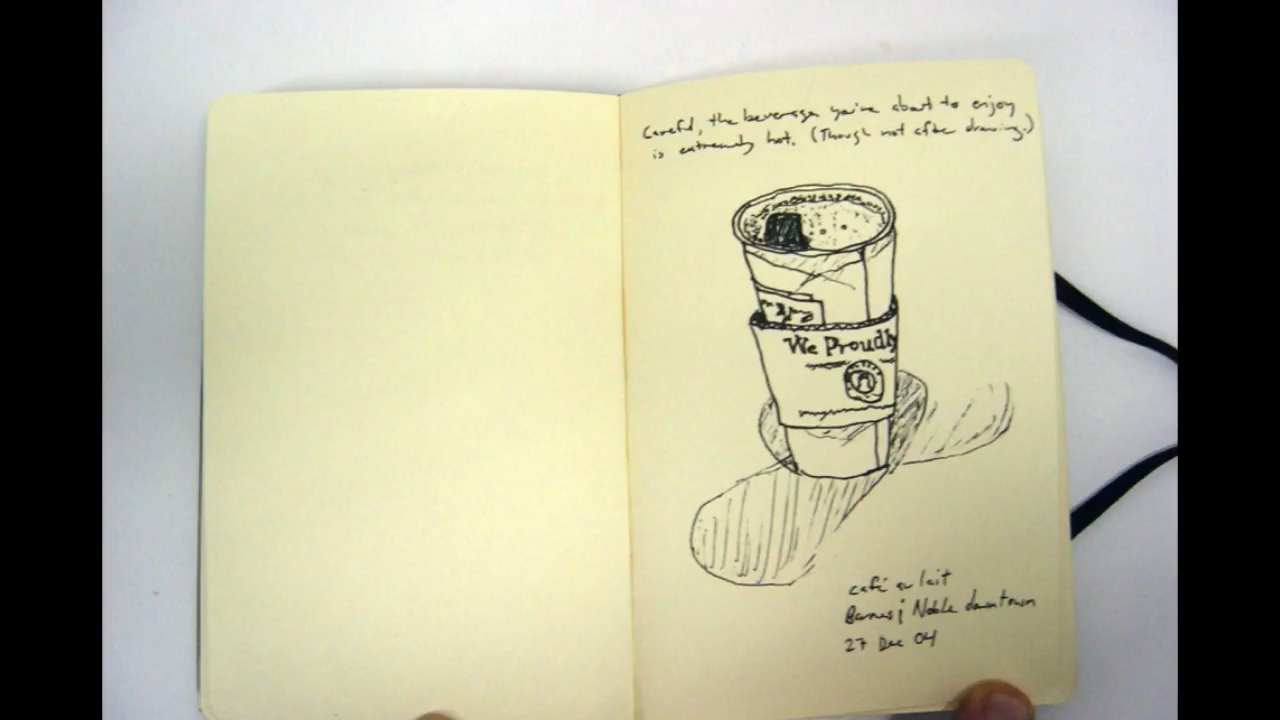 Careful, the beverage you're about to enjoy
is extremely hot. (Though not after drawing.)
We Proudly
café au lait
Barnes & Noble downtown
27 Dec 04